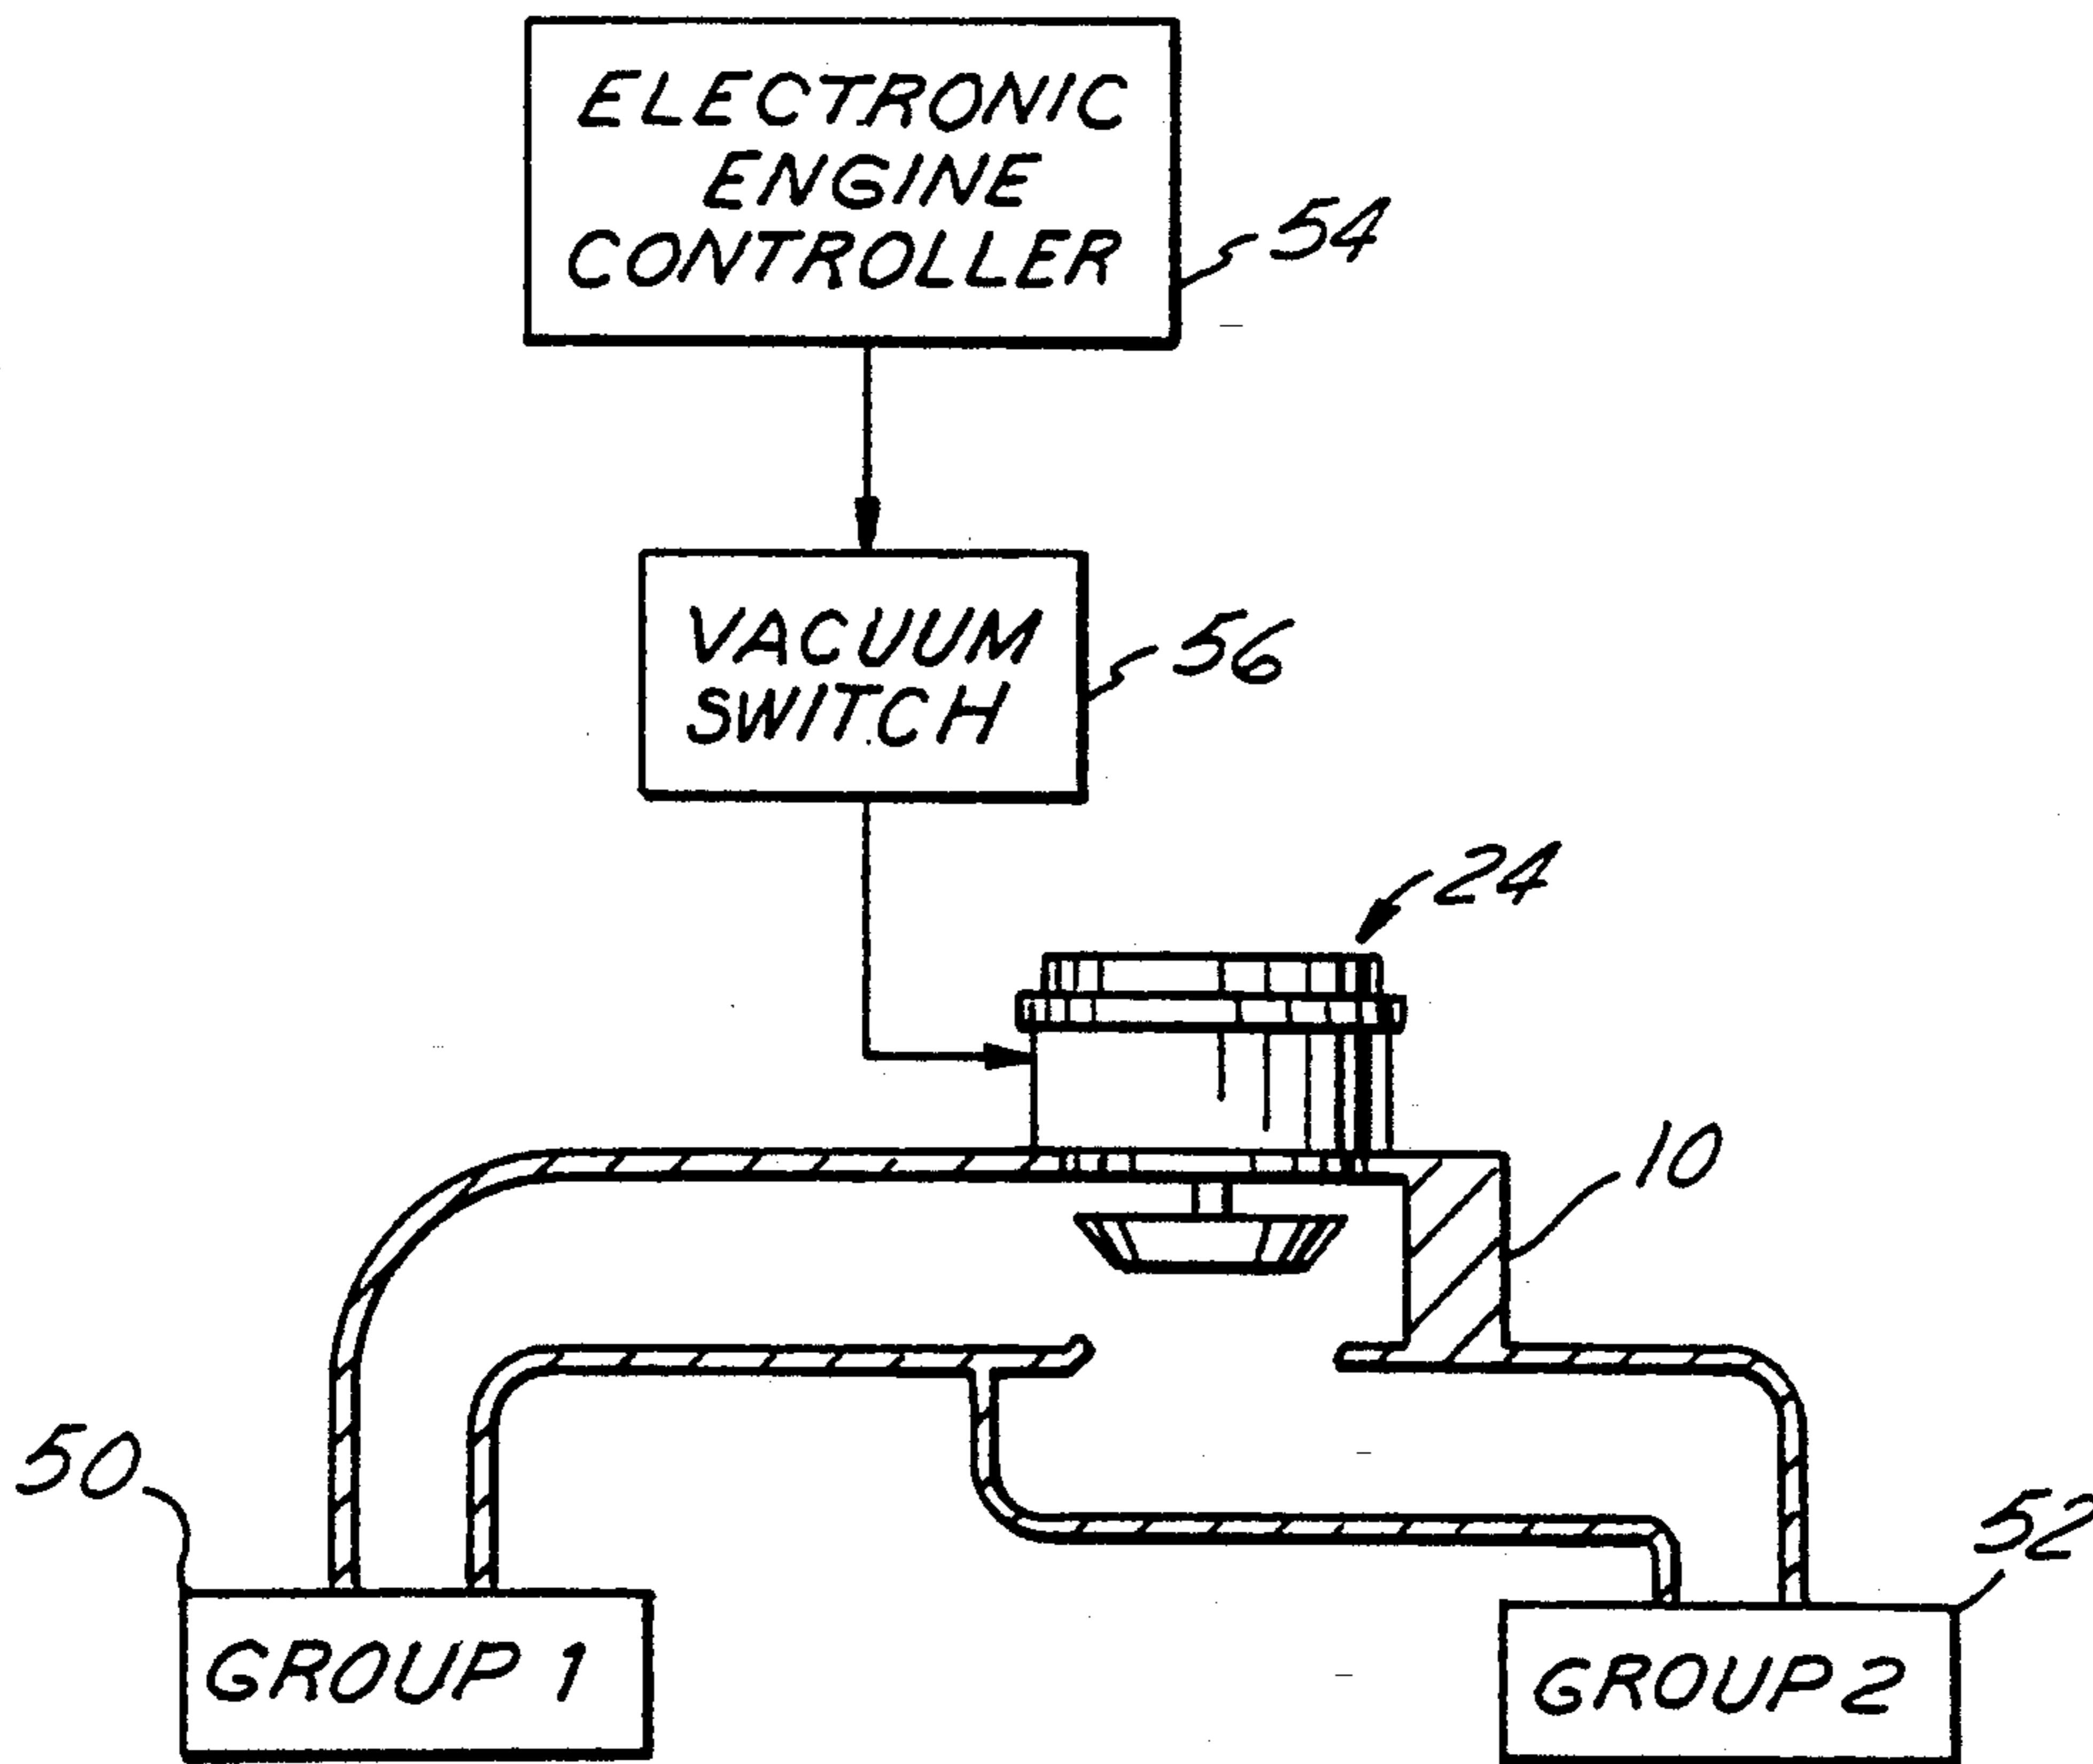 ELECTRONIC
ENGINE
CONTROLLER
54
VACUUM
SWITCH
56
24
10
50
52
GROUP 1
GROUP 2